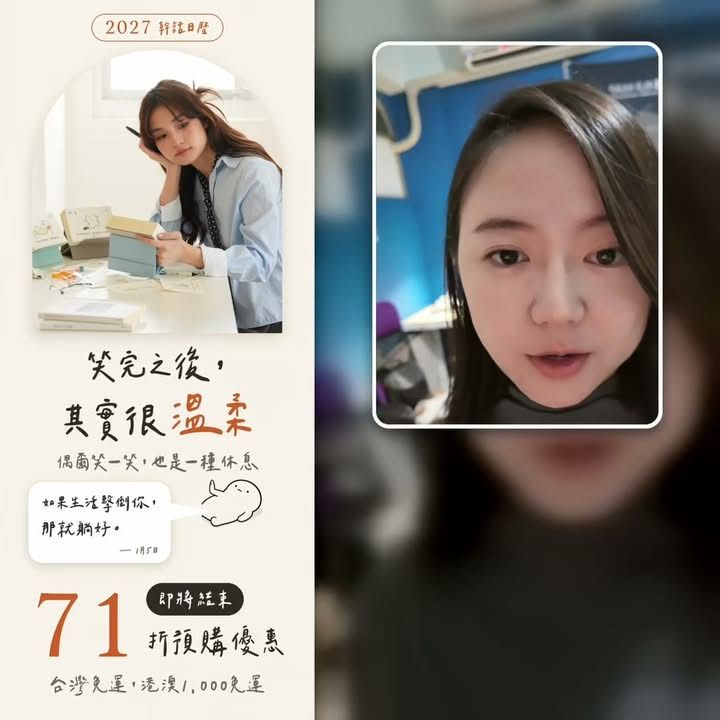 2027 幹話日曆
笑完之後，
其實很溫柔
偶爾笑一笑，也是一種休息
如果生活擊倒你，
那就躺好。
— 1月5日
71
即將結束
折預購優惠
台灣免運，港澳1,000免運